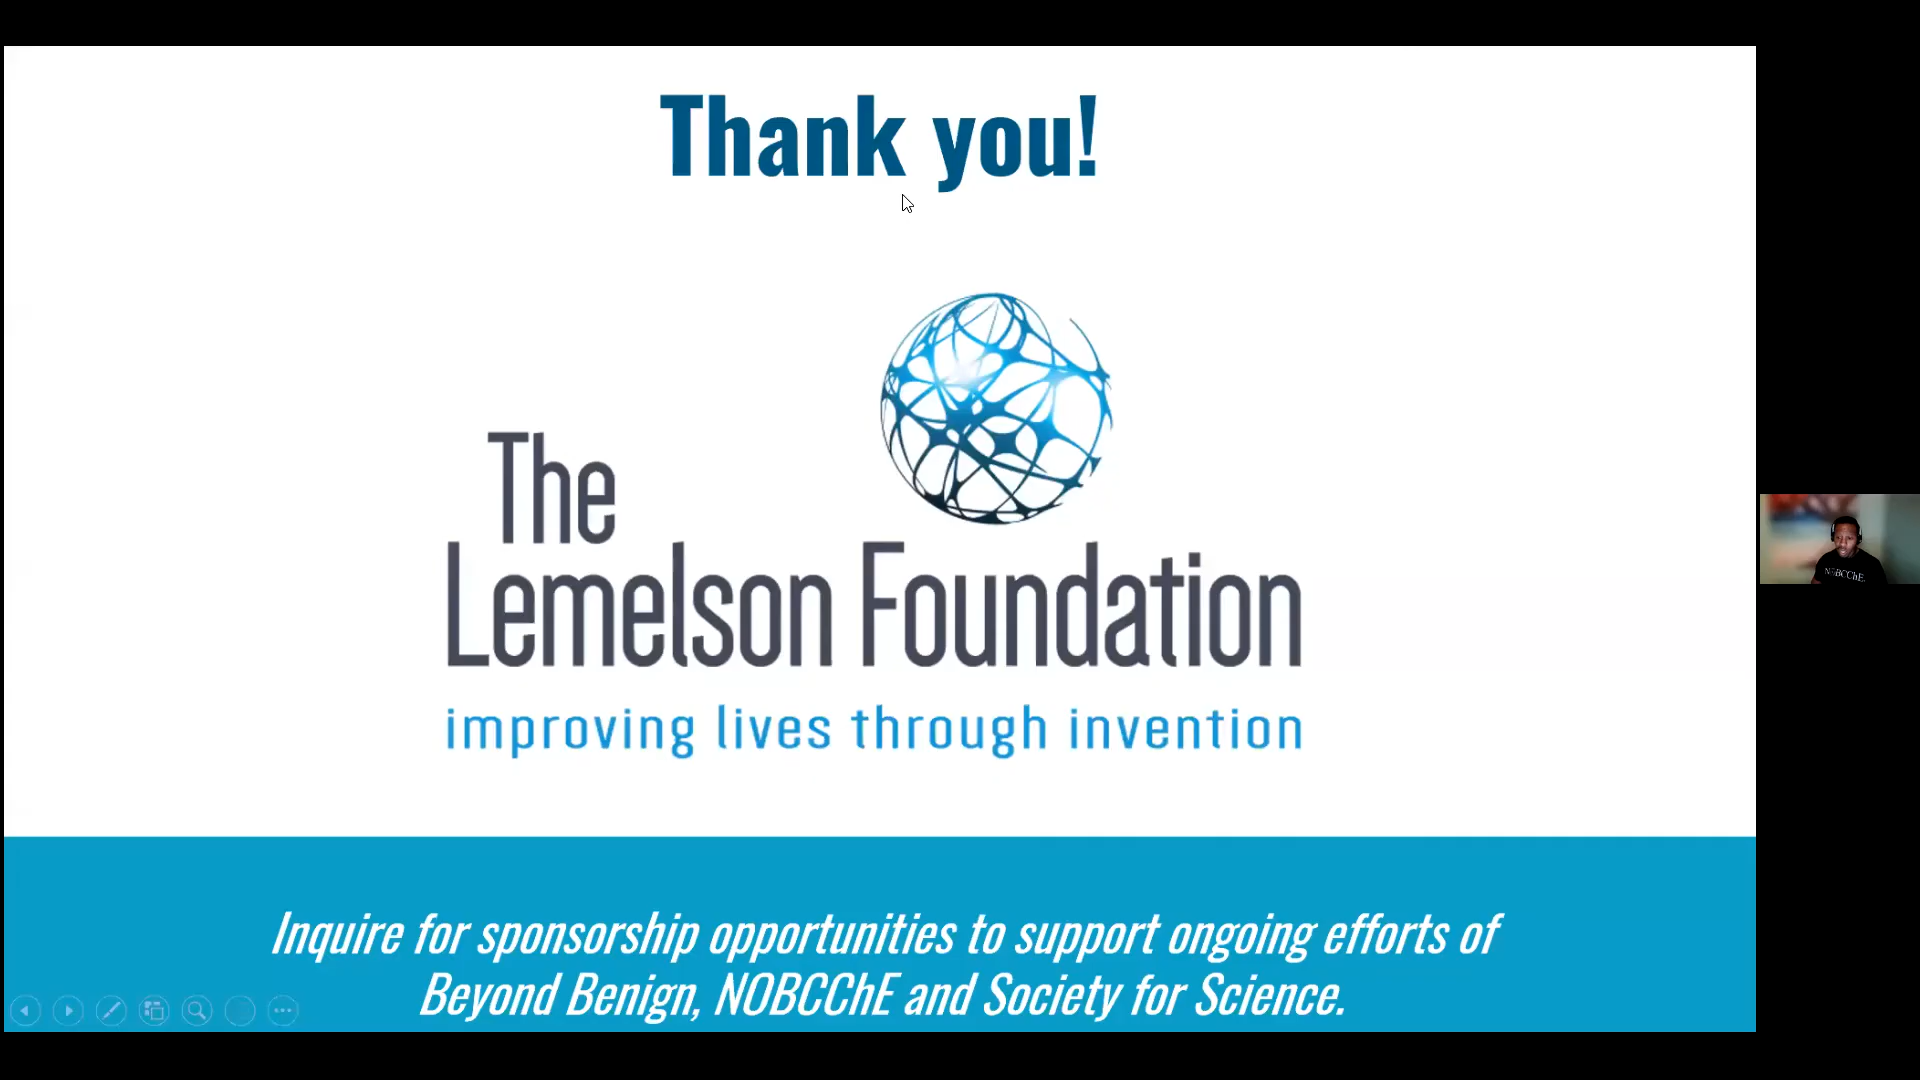 Thank you!
The
Lemelson Foundation
improving lives through invention
Inquire for sponsorship opportunities to support ongoing efforts of
Beyond Benign, NOBCChE and Society for Science.
NOBCChE